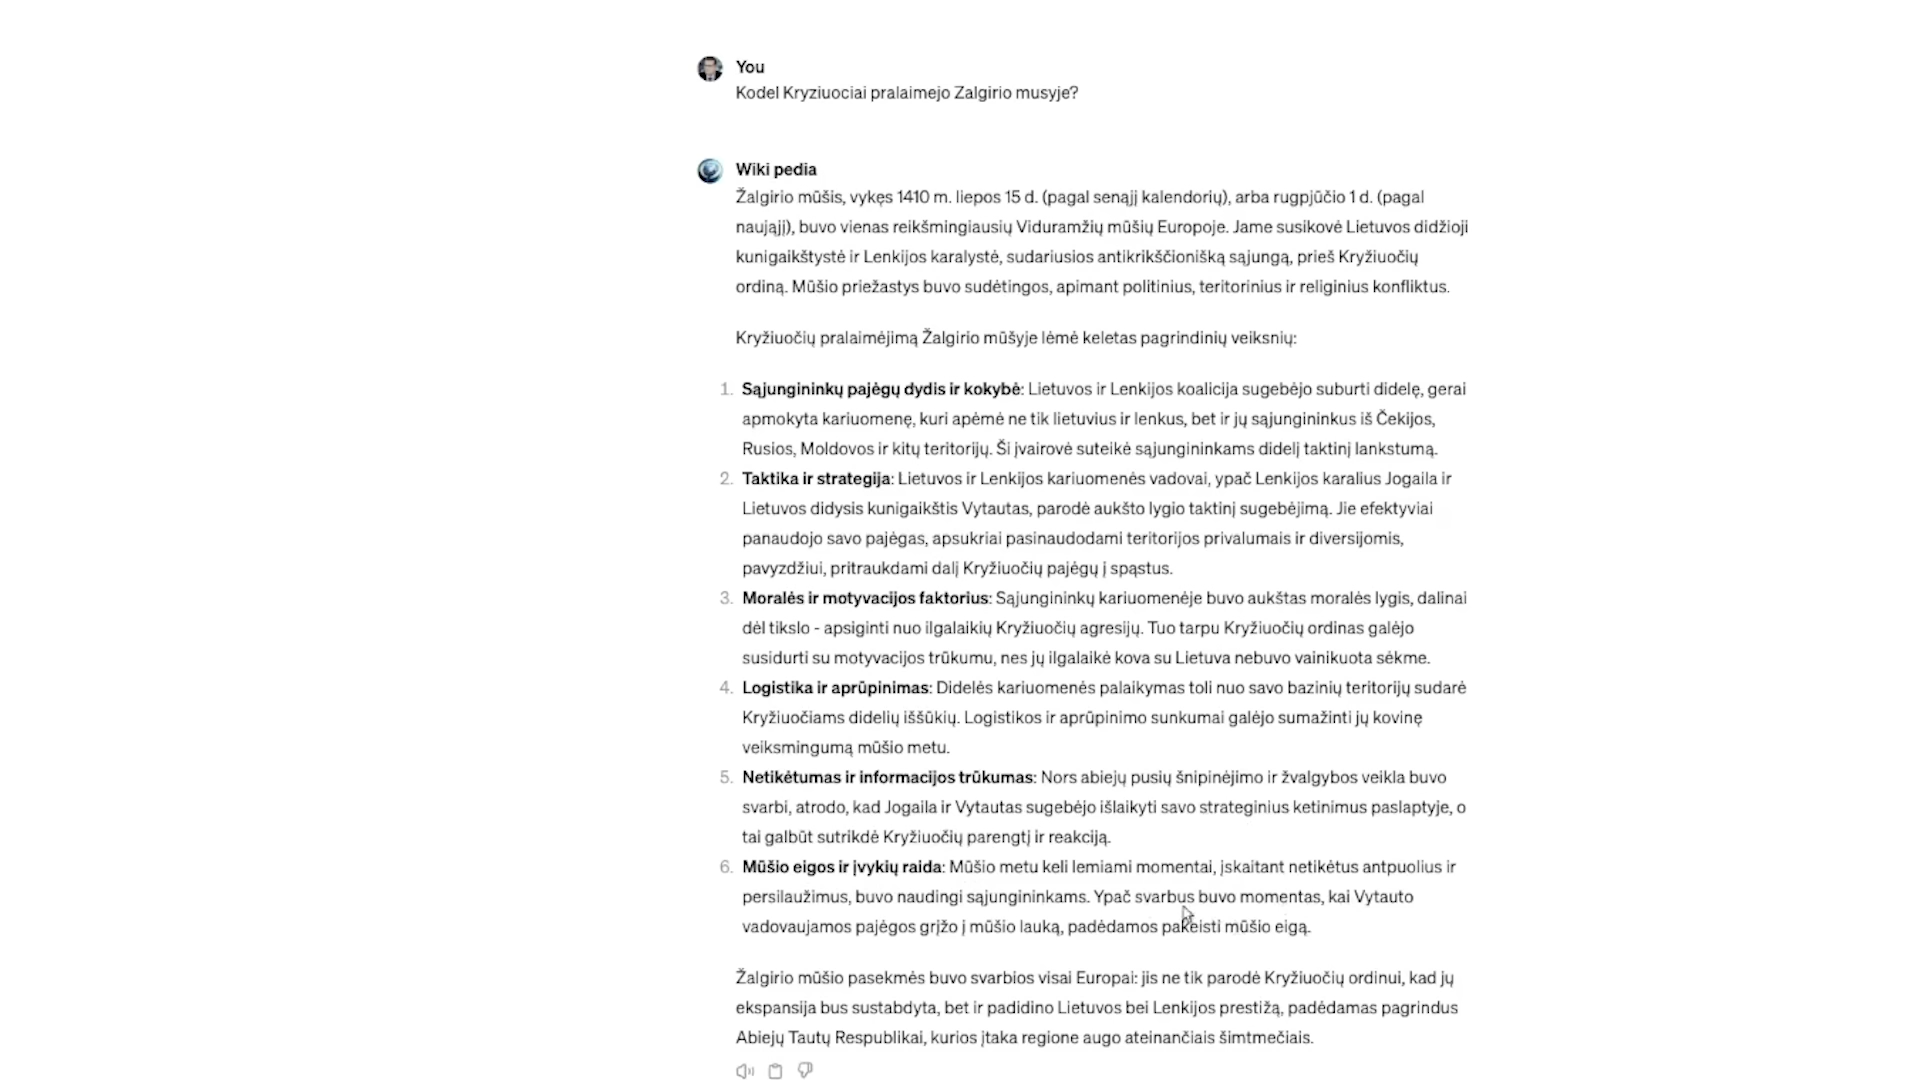 You
Kodel Kryziuociai pralaimejo Zalgirio musyje?
Wiki pedia
Žalgirio mūšis, vykęs 1410 m. liepos 15 d. (pagal senąjį kalendorių), arba rugpjūčio 1 d. (pagal
naująjį), buvo vienas reikšmingiausių Viduramžių mūšių Europoje. Jame susikovė Lietuvos didžioji
kunigaikštystė ir Lenkijos karalystė, sudariusios antikrikščionišką sąjungą, prieš Kryžiuočių
ordiną. Mūšio priežastys buvo sudėtingos, apimant politinius, teritorinius ir religinius konfliktus.
Kryžiuočių pralaimėjimą Žalgirio mūšyje lėmė keletas pagrindinių veiksnių:
1. Sąjungininkų pajėgų dydis ir kokybė: Lietuvos ir Lenkijos koalicija sugebėjo suburti didelę, gerai
apmokyta kariuomenę, kuri apėmė ne tik lietuvius ir lenkus, bet ir jų sąjungininkus iš Čekijos,
Rusios, Moldovos ir kitų teritorijų. Ši įvairovė suteikė sąjungininkams didelį taktinį lankstumą.
2. Taktika ir strategija: Lietuvos ir Lenkijos kariuomenės vadovai, ypač Lenkijos karalius Jogaila ir
Lietuvos didysis kunigaikštis Vytautas, parodė aukšto lygio taktinį sugebėjimą. Jie efektyviai
panaudojo savo pajėgas, apsukriai pasinaudodami teritorijos privalumais ir diversijomis,
pavyzdžiui, pritraukdami dalį Kryžiuočių pajėgų į spąstus.
3. Moralės ir motyvacijos faktorius: Sąjungininkų kariuomenėje buvo aukštas moralės lygis, dalinai
dėl tikslo - apsiginti nuo ilgalaikių Kryžiuočių agresijų. Tuo tarpu Kryžiuočių ordinas galėjo
susidurti su motyvacijos trūkumu, nes jų ilgalaikė kova su Lietuva nebuvo vainikuota sėkme.
4. Logistika ir aprūpinimas: Didelės kariuomenės palaikymas toli nuo savo bazinių teritorijų sudarė
Kryžiuočiams didelių iššūkių. Logistikos ir aprūpinimo sunkumai galėjo sumažinti jų kovinę
veiksmingumą mūšio metu.
5. Netikėtumas ir informacijos trūkumas: Nors abiejų pusių šnipinėjimo ir žvalgybos veikla buvo
svarbi, atrodo, kad Jogaila ir Vytautas sugebėjo išlaikyti savo strateginius ketinimus paslaptyje, o
tai galbūt sutrikdė Kryžiuočių parengtį ir reakciją.
6. Mūšio eigos ir įvykių raida: Mūšio metu keli lemiami momentai, įskaitant netikėtus antpuolius ir
persilaužimus, buvo naudingi sąjungininkams. Ypač svarbus buvo momentas, kai Vytauto
vadovaujamos pajėgos grįžo į mūšio lauką, padėdamos pakeisti mūšio eigą.
Žalgirio mūšio pasekmės buvo svarbios visai Europai: jis ne tik parodė Kryžiuočių ordinui, kad jų
ekspansija bus sustabdyta, bet ir padidino Lietuvos bei Lenkijos prestižą, padėdamas pagrindus
Abiejų Tautų Respublikai, kurios įtaka regione augo ateinančiais šimtmečiais.